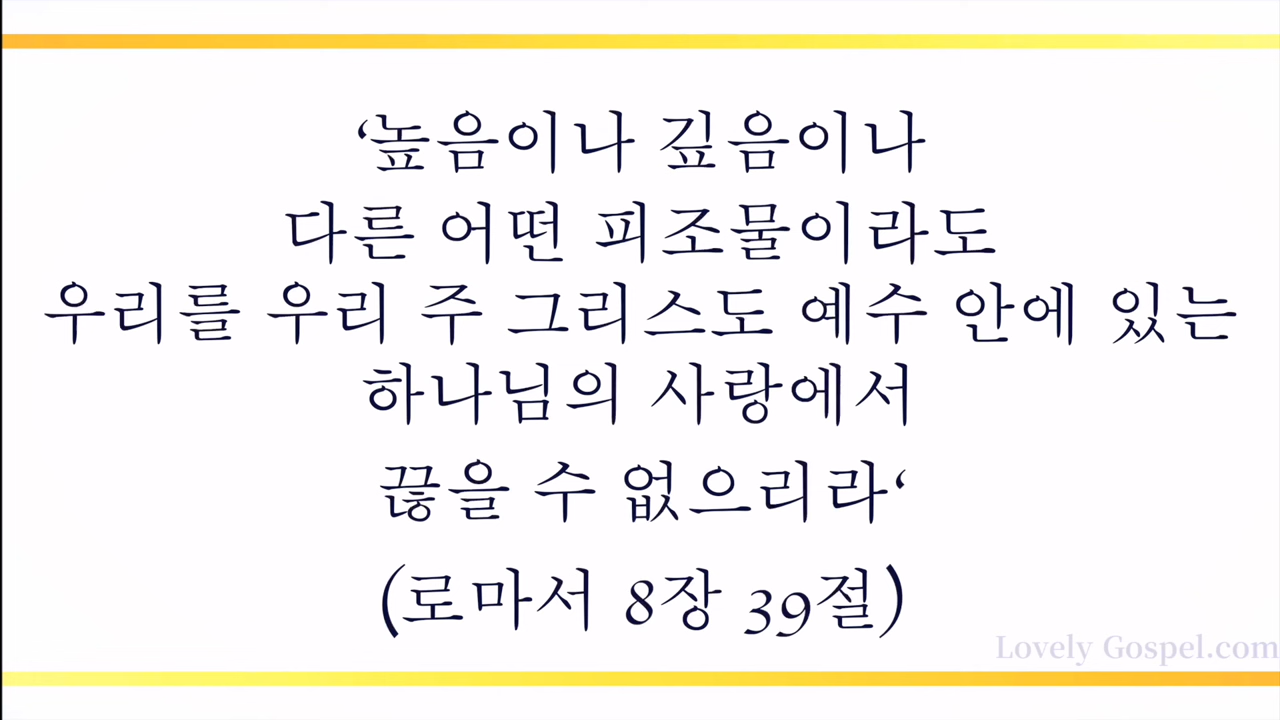 ‘높음이나 깊음이나
다른 어떤 피조물이라도
우리를 우리 주 그리스도 예수 안에 있는
하나님의 사랑에서
끊을 수 없으리라‘
(로마서 8장 39절)
Lovely Gospel.com